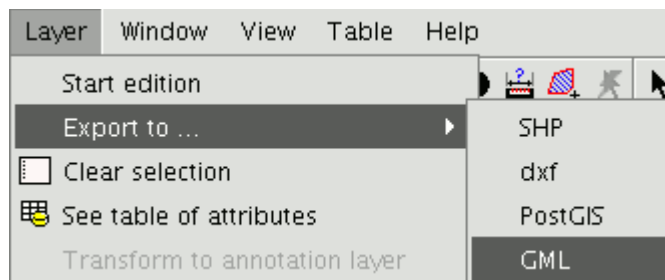 Layer Window View Table Help
Start edition
Export to ...
SHP
Clear selection
dxf
See table of attributes
PostGIS
Transform to annotation layer
GML